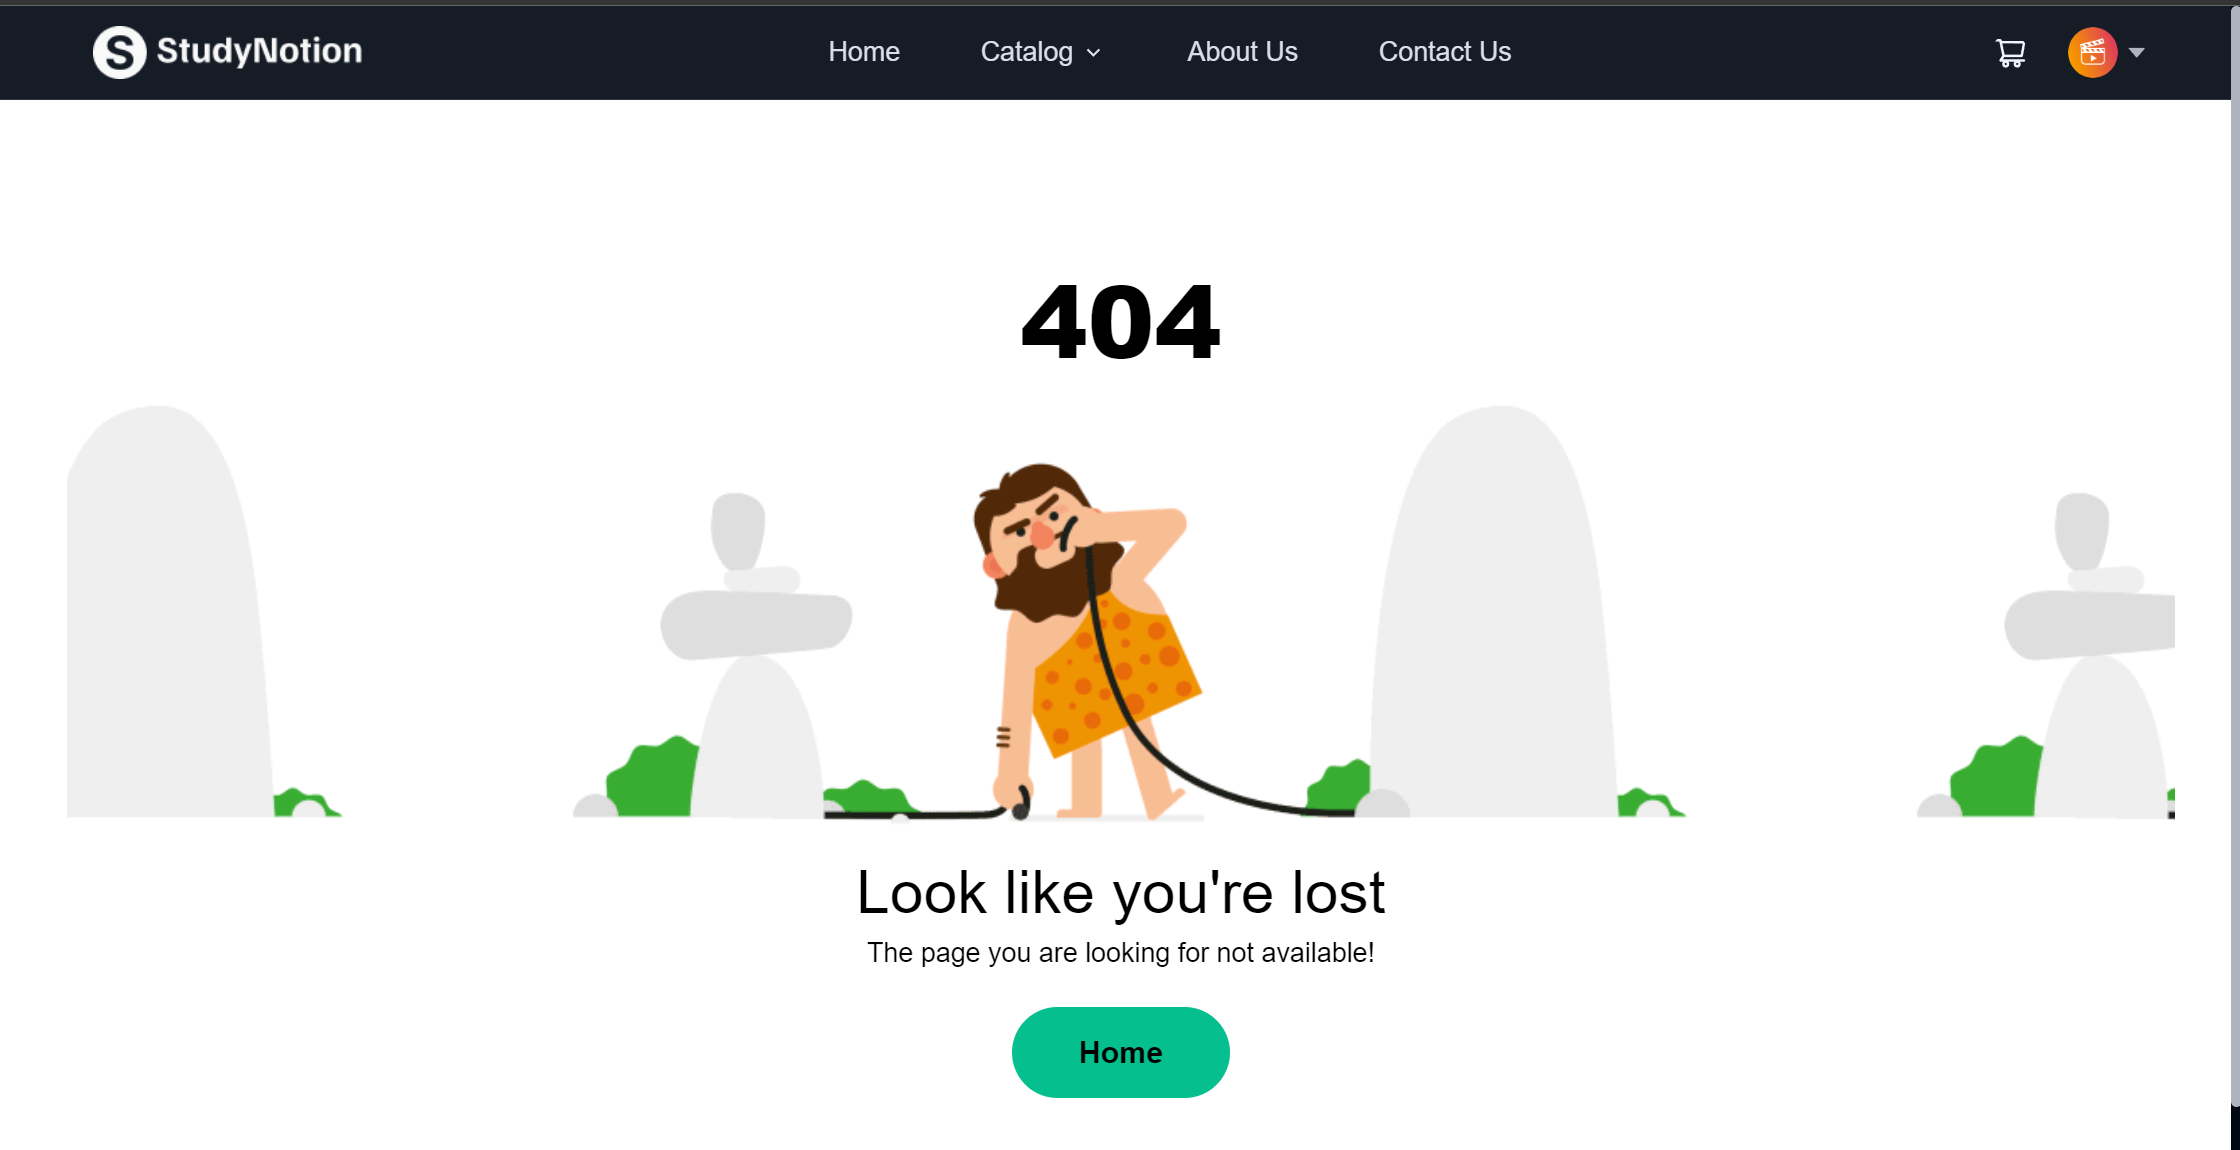 StudyNotion
Home Catalog About Us Contact Us
404
Look like you're lost
The page you are looking for not available!
Home